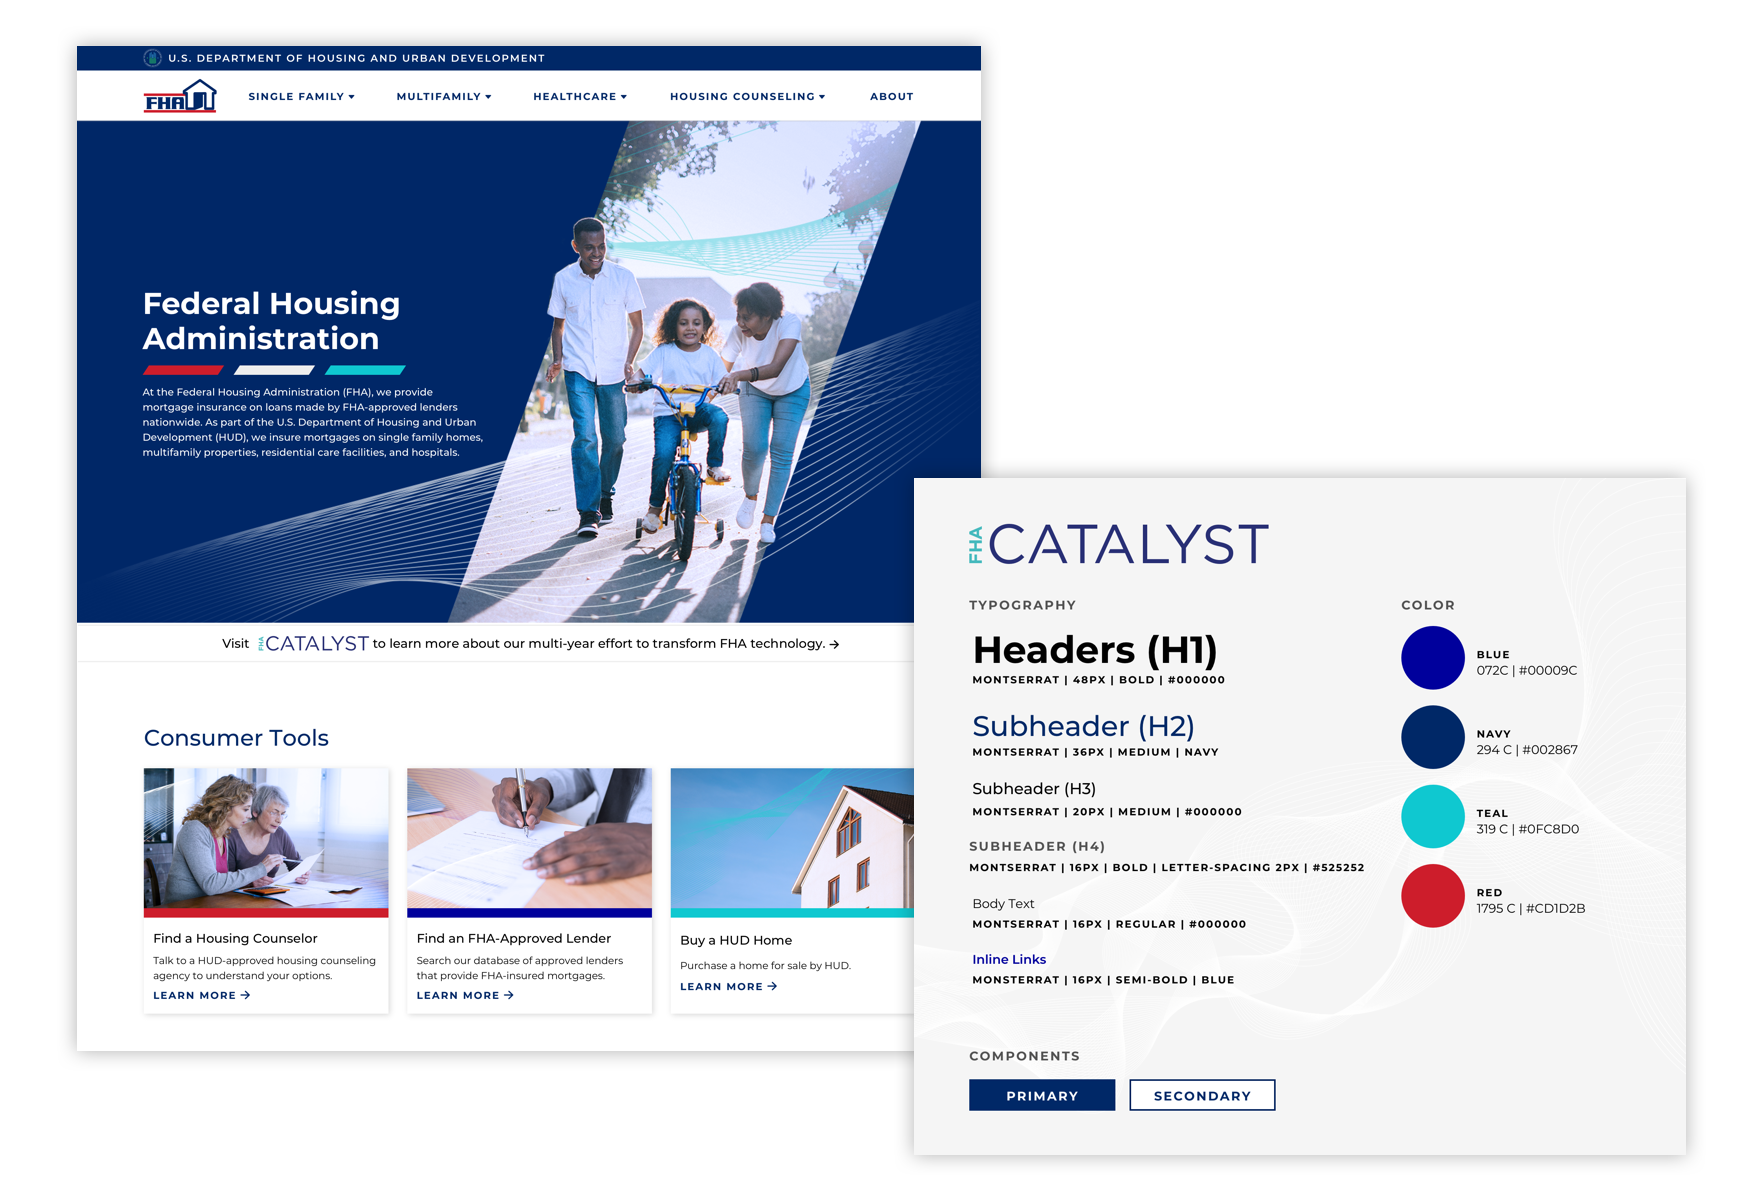 U.S. DEPARTMENT OF HOUSING AND URBAN DEVELOPMENT
FHA
SINGLE FAMILY
MULTIFAMILY
HEALTHCARE
HOUSING COUNSELING
ABOUT
Federal Housing
Administration
At the Federal Housing Administration (FHA), we provide
mortgage insurance on loans made by FHA-approved lenders
nationwide. As part of the U.S. Department of Housing and Urban
Development (HUD), we insure mortgages on single family homes,
multifamily properties, residential care facilities, and hospitals.
Visit FHA CATALYST to learn more about our multi-year effort to transform FHA technology. →
Consumer Tools
Find a Housing Counselor
Talk to a HUD-approved housing counseling
agency to understand your options.
LEARN MORE →
Find an FHA-Approved Lender
Search our database of approved lenders
that provide FHA-insured mortgages.
LEARN MORE →
Buy a HUD Home
Purchase a home for sale by HUD.
LEARN MORE →
FHA CATALYST
TYPOGRAPHY
Headers (H1)
MONTSERRAT | 48PX | BOLD | #000000
Subheader (H2)
MONTSERRAT | 36PX | MEDIUM | NAVY
Subheader (H3)
MONTSERRAT | 20PX | MEDIUM | #000000
SUBHEADER (H4)
MONTSERRAT | 16PX | BOLD | LETTER-SPACING 2PX | #525252
Body Text
MONTSERRAT | 16PX | REGULAR | #000000
Inline Links
MONSTERRAT | 16PX | SEMI-BOLD | BLUE
COLOR
BLUE
072C | #00009C
NAVY
294 C | #002867
TEAL
319 C | #0FC8D0
RED
1795 C | #CD1D2B
COMPONENTS
PRIMARY
SECONDARY